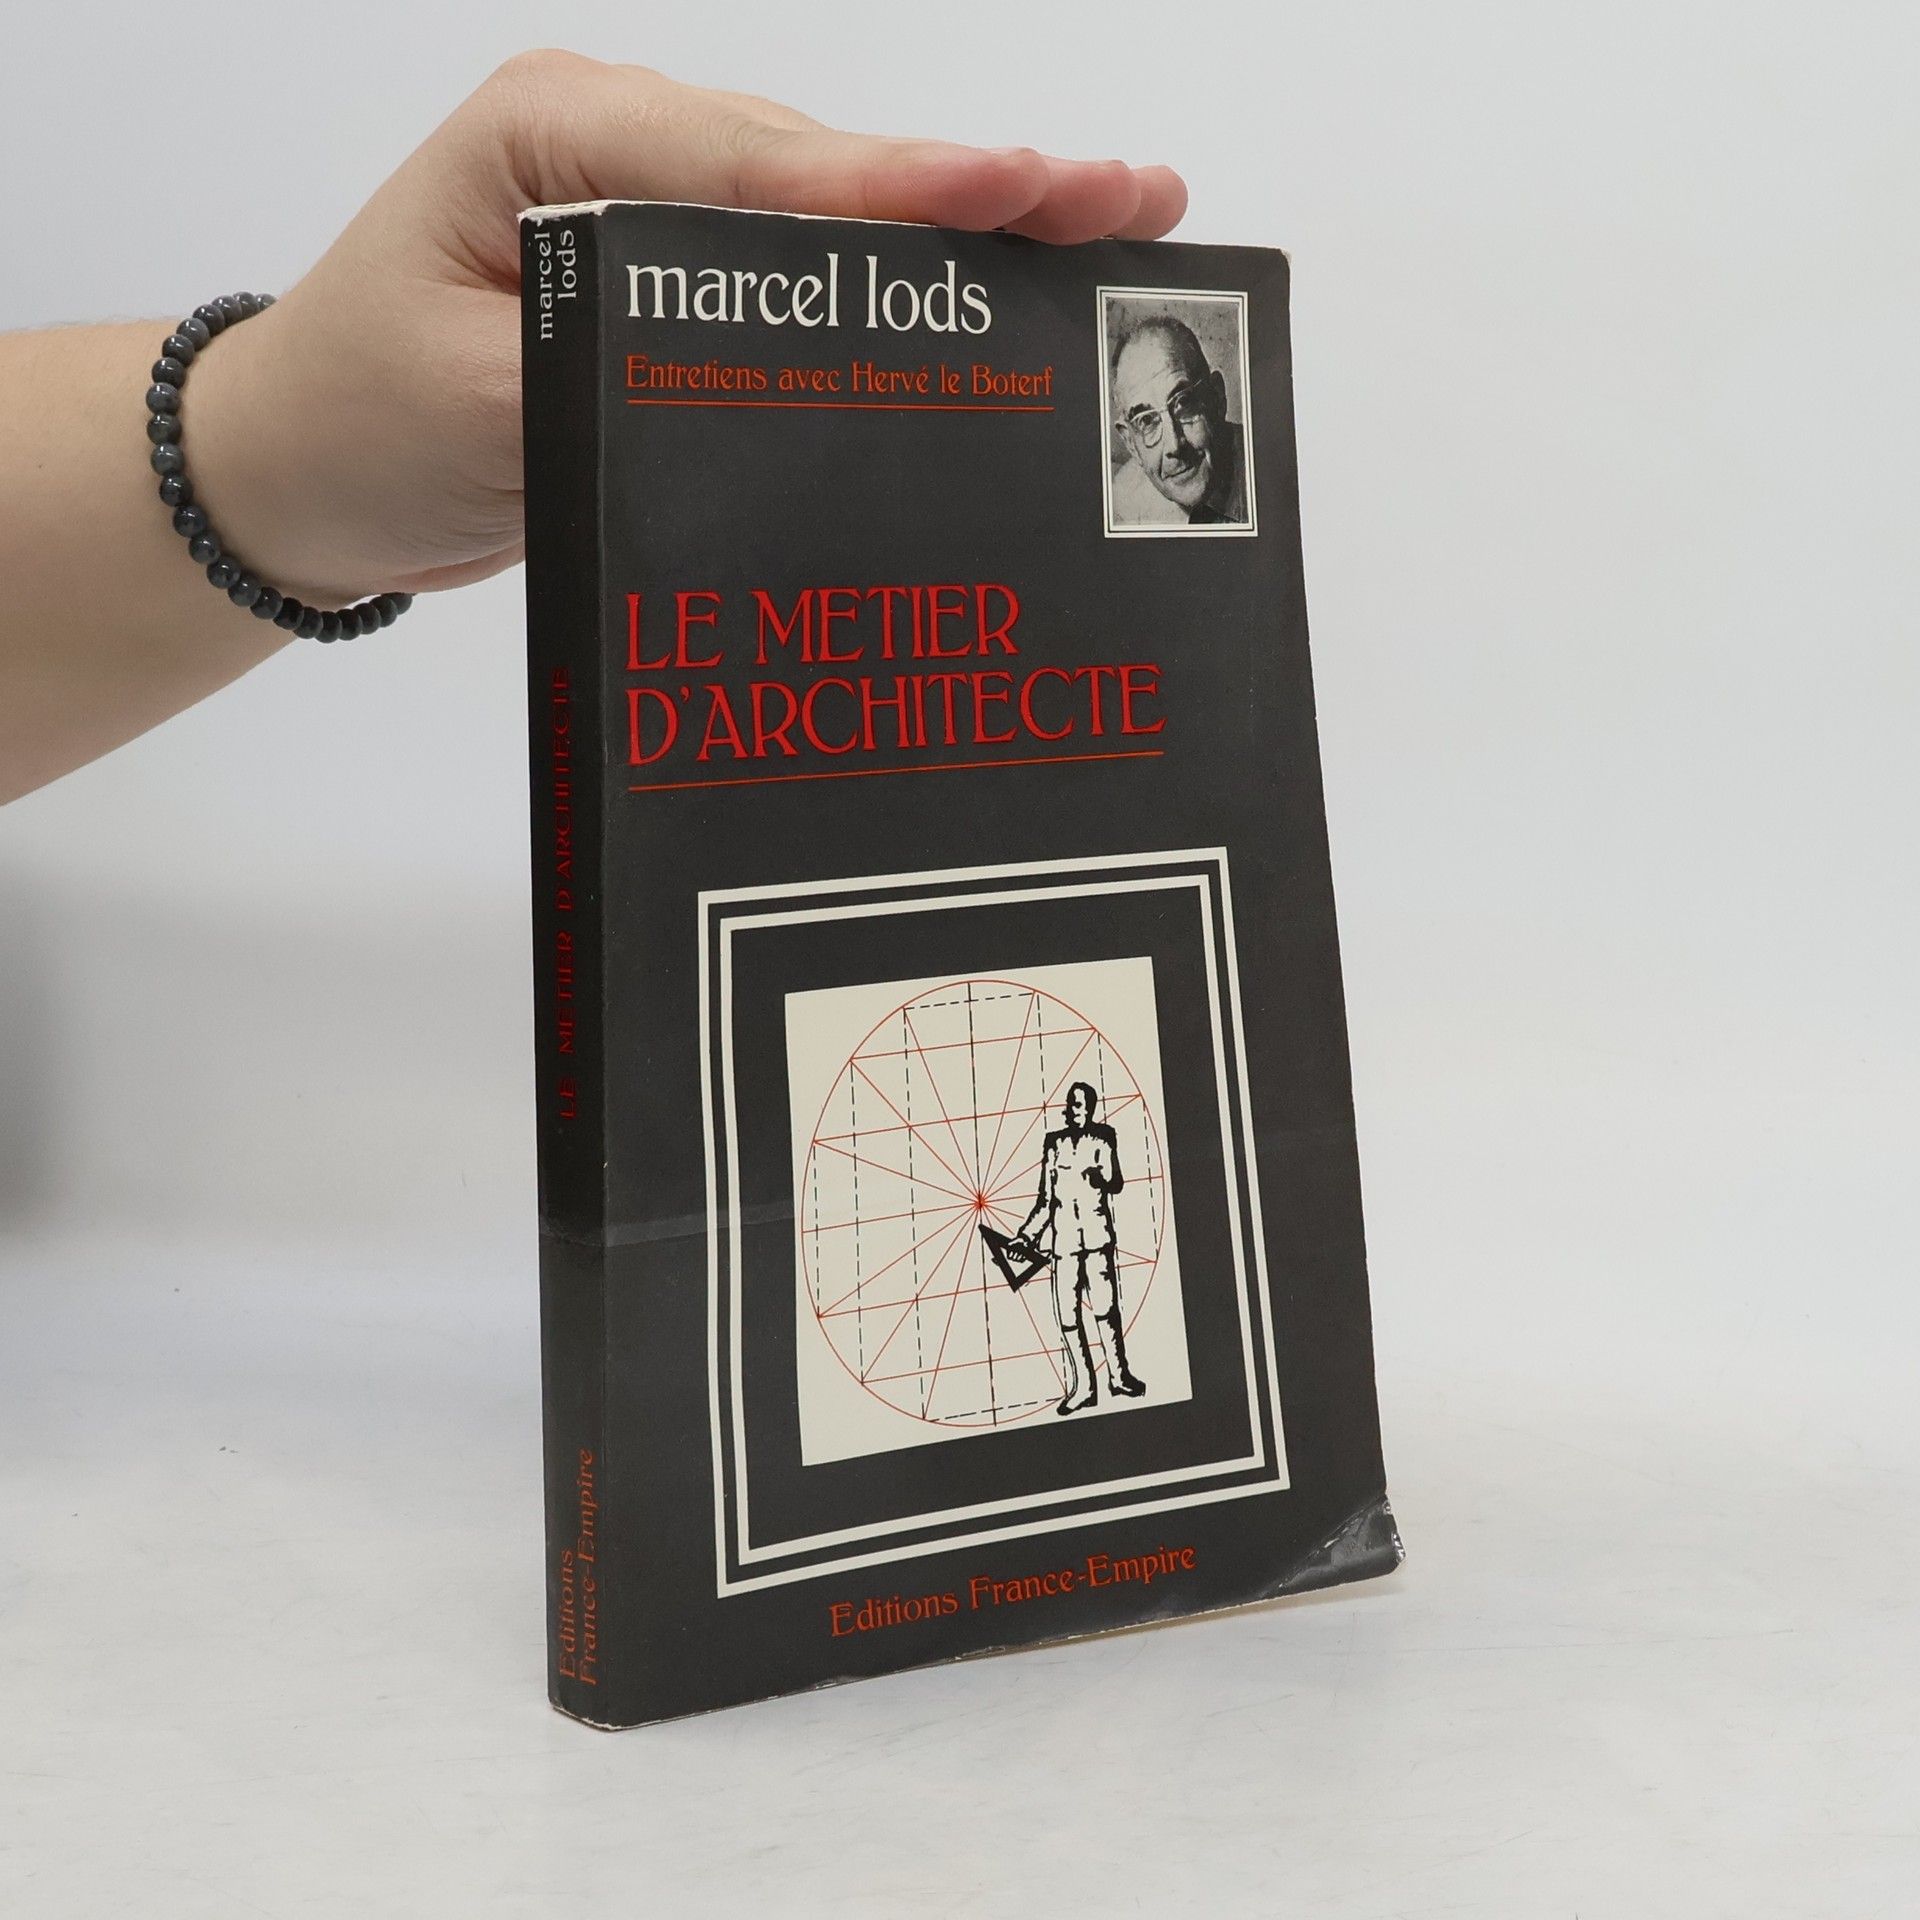 marcel lods
Entretiens avec Hervé le Boterf
LE METIER
D'ARCHITECTE
Editions France-Empire
marcel
lods
LE METIER D'ARCHITECTE
Editions
France-Empire